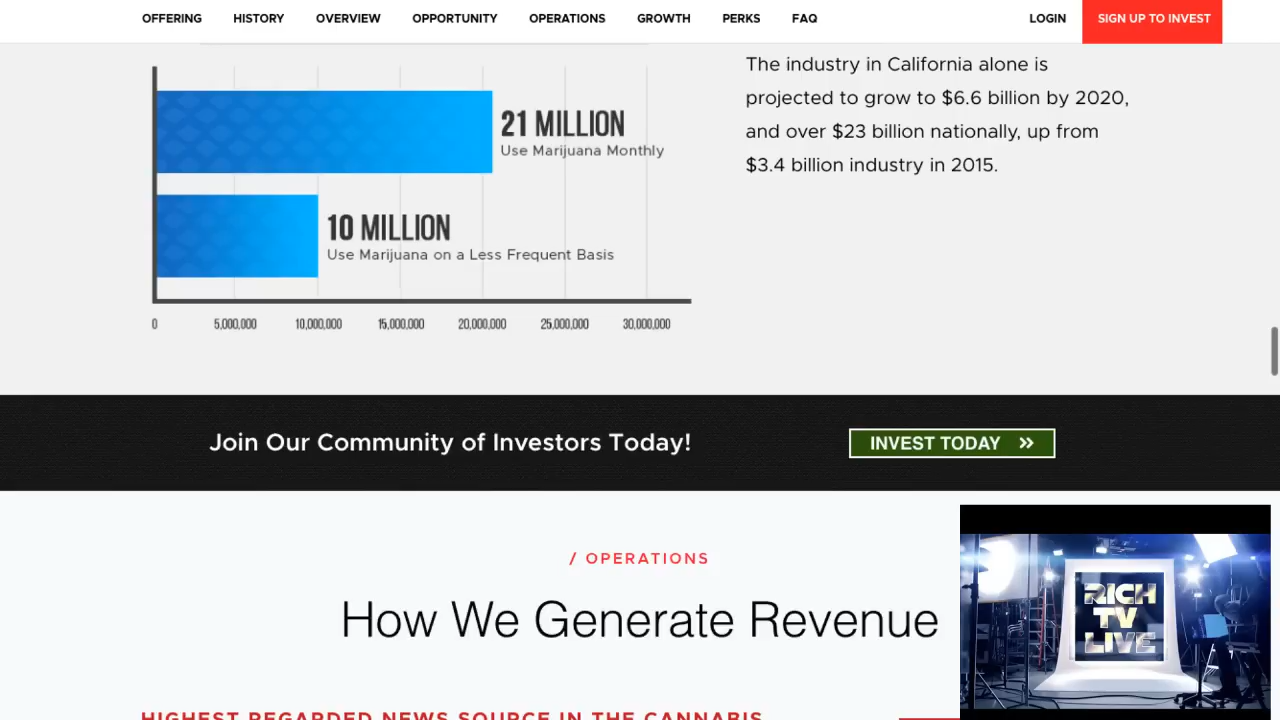 OFFERING HISTORY OVERVIEW OPPORTUNITY OPERATIONS GROWTH PERKS FAQ LOGIN SIGN UP TO INVEST
21 MILLION
Use Marijuana Monthly
10 MILLION
Use Marijuana on a Less Frequent Basis
0 5,000,000 10,000,000 15,000,000 20,000,000 25,000,000 30,000,000
The industry in California alone is
projected to grow to $6.6 billion by 2020,
and over $23 billion nationally, up from
$3.4 billion industry in 2015.
Join Our Community of Investors Today!
INVEST TODAY »
/ OPERATIONS
How We Generate Revenue
HIGHEST REGARDED NEWS SOURCE IN THE CANNABIS
RICH
TV
LIVE